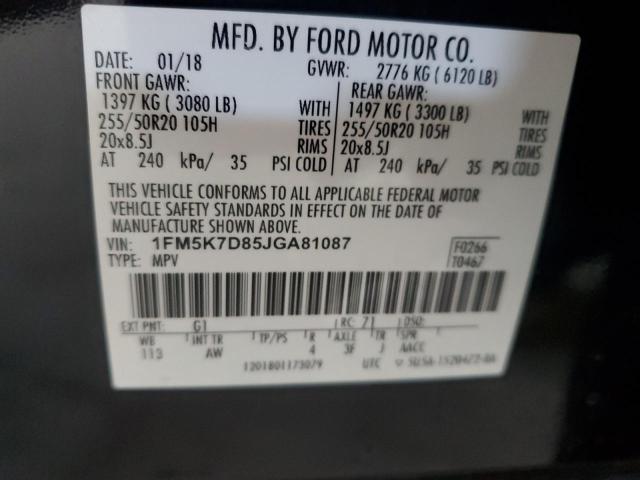 MFD. BY FORD MOTOR CO.
DATE: 01/18 GVWR: 2776 KG ( 6120 LB)
FRONT GAWR: REAR GAWR:
1397 KG ( 3080 LB) WITH 1497 KG ( 3300 LB) WITH
255/50R20 105H TIRES 255/50R20 105H TIRES
20x8.5J RIMS 20x8.5J RIMS
AT 240 kPa/ 35 PSI COLD AT 240 kPa/ 35 PSI COLD
THIS VEHICLE CONFORMS TO ALL APPLICABLE FEDERAL MOTOR
VEHICLE SAFETY STANDARDS IN EFFECT ON THE DATE OF
MANUFACTURE SHOWN ABOVE.
VIN: 1FM5K7D85JGA81087 F0266
TYPE: MPV T0467
EXT PNT: G1 RC: 71 DSO:
WB INT TR TP/PS R AXLE TR SPR
113 AW 4 3F J AACC
1201801173079 UTC